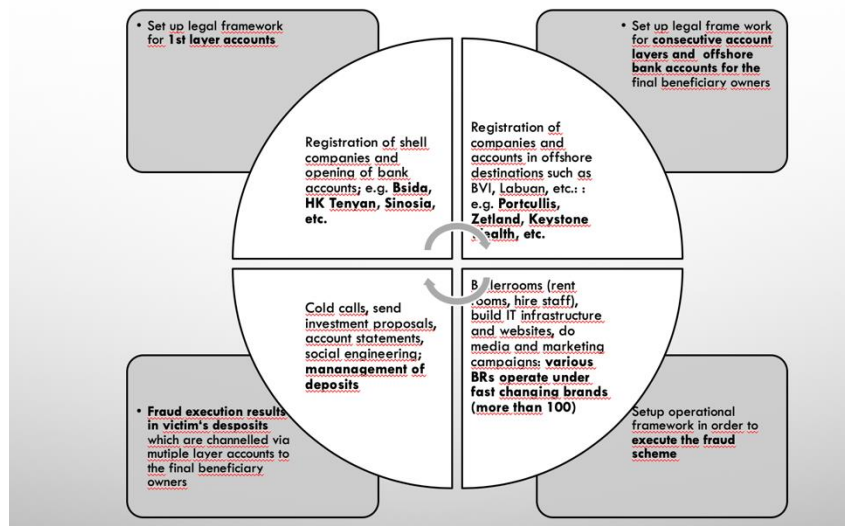 • Set up legal framework
for 1st layer accounts
• Set up legal frame work
for consecutive account
layers and offshore
bank accounts for the
final beneficiary owners
Registration of shell
companies and
opening of bank
accounts; e.g. Bsida,
HK Tenyan, Sinosia,
etc.
Registration of
companies and
accounts in offshore
destinations such as
BVI, Labuan, etc.: :
e.g. Portcullis,
Zetland, Keystone
Wealth, etc.
Cold calls, send
investment proposals,
account statements,
social engineering;
mananagement of
deposits
(rent
rooms, hire staff),
build IT infrastructure
and websites, do
media and marketing
campaigns: various
BRs operate under
fast changing brands
(more than 100)
• Fraud execution results
in victim's desposits
which are channelled via
mutiple layer accounts to
the final beneficiary
owners
Setup operational
framework in order to
execute the fraud
scheme